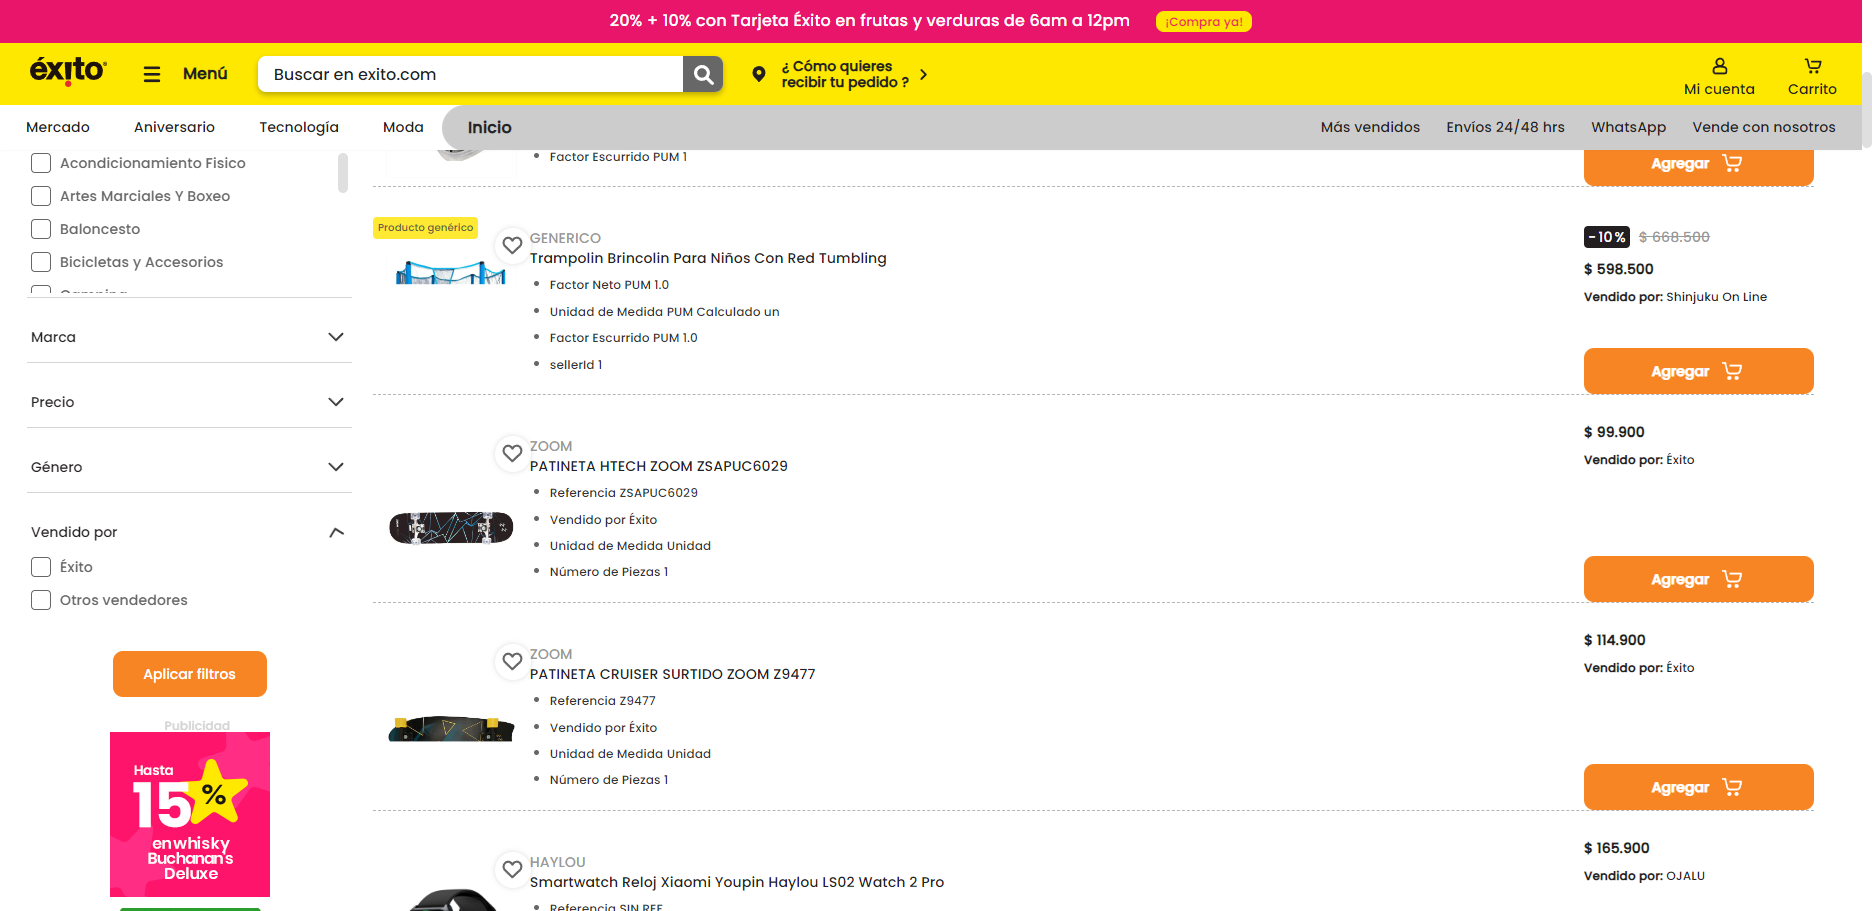 20% + 10% con Tarjeta Éxito en frutas y verduras de 6am a 12pm ¡Compra ya!
éxito
Menú
Buscar en exito.com
¿ Cómo quieres
recibir tu pedido ?
Mi cuenta
Carrito
Mercado
Aniversario
Tecnología
Moda
Inicio
Más vendidos
Envíos 24/48 hrs
WhatsApp
Vende con nosotros
Acondicionamiento Fisico
Artes Marciales Y Boxeo
Baloncesto
Bicicletas y Accesorios
Marca
Precio
Género
Vendido por
Éxito
Otros vendedores
Aplicar filtros
Publicidad
Hasta
15%
en whisky
Buchanan's
Deluxe
Factor Escurrido PUM 1
Agregar
Producto genérico
GENERICO
Trampolin Brincolin Para Niños Con Red Tumbling
Factor Neto PUM 1.0
Unidad de Medida PUM Calculado un
Factor Escurrido PUM 1.0
sellerId 1
-10% $ 668.500
$ 598.500
Vendido por: Shinjuku On Line
Agregar
ZOOM
PATINETA HTECH ZOOM ZSAPUC6029
Referencia ZSAPUC6029
Vendido por Éxito
Unidad de Medida Unidad
Número de Piezas 1
$ 99.900
Vendido por: Éxito
Agregar
ZOOM
PATINETA CRUISER SURTIDO ZOOM Z9477
Referencia Z9477
Vendido por Éxito
Unidad de Medida Unidad
Número de Piezas 1
$ 114.900
Vendido por: Éxito
Agregar
HAYLOU
Smartwatch Reloj Xiaomi Youpin Haylou LS02 Watch 2 Pro
Referencia SIN REF
$ 165.900
Vendido por: OJALU